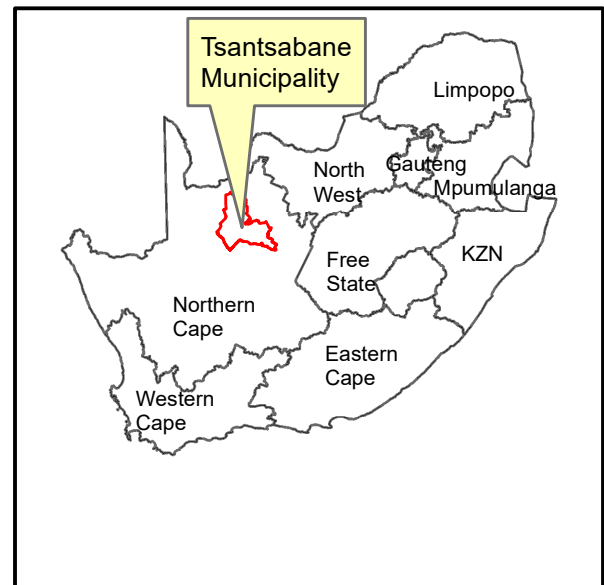 Tsantsabane
Municipality
Limpopo
North
West
Gauteng
Mpumulanga
Free
State
KZN
Northern
Cape
Eastern
Cape
Western
Cape